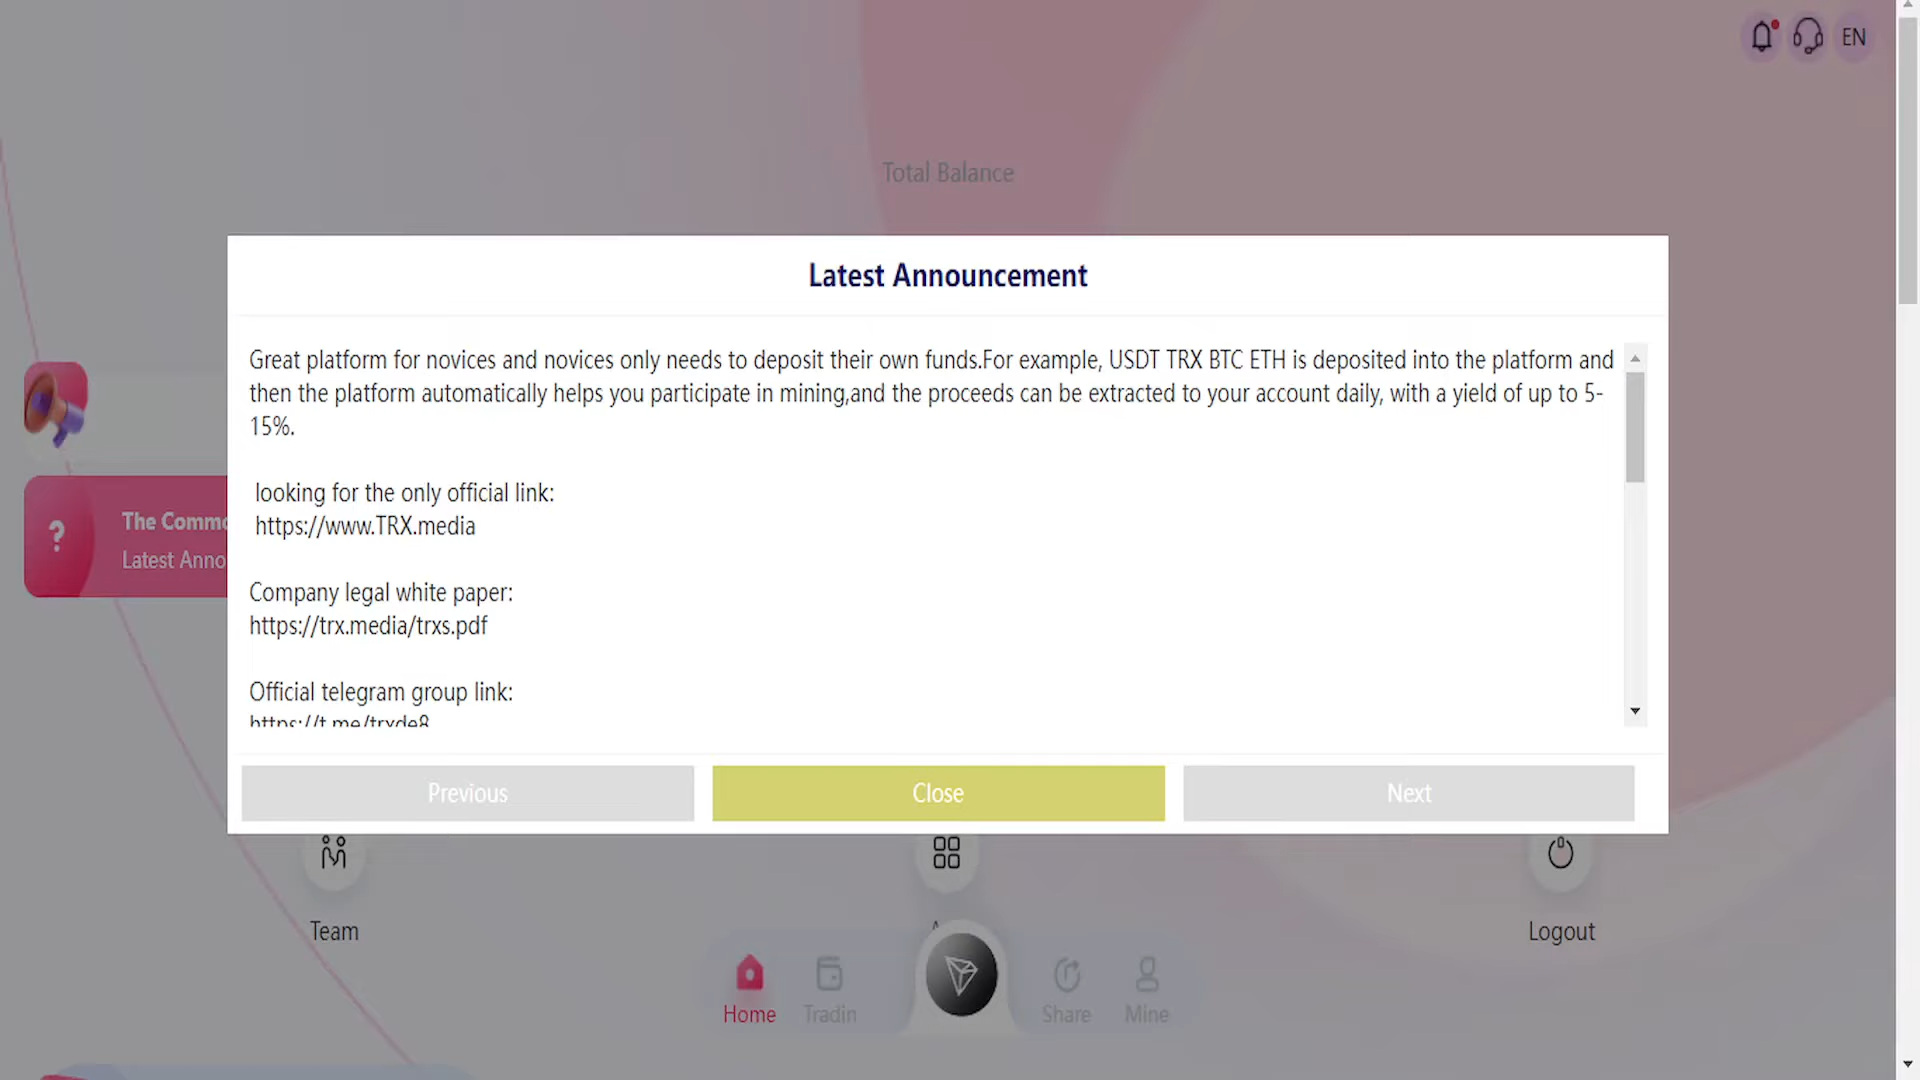 EN
Total Balance
Latest Announcement
Great platform for novices and novices only needs to deposit their own funds.For example, USDT TRX BTC ETH is deposited into the platform and
then the platform automatically helps you participate in mining,and the proceeds can be extracted to your account daily, with a yield of up to 5-
15%.
looking for the only official link:
https://www.TRX.media
Company legal white paper:
https://trx.media/trxs.pdf
Official telegram group link:
https://t.me/trxde8
?
The Commo
Latest Anno
Previous
Close
Next
Team
Logout
Home
Tradin
Share
Mine